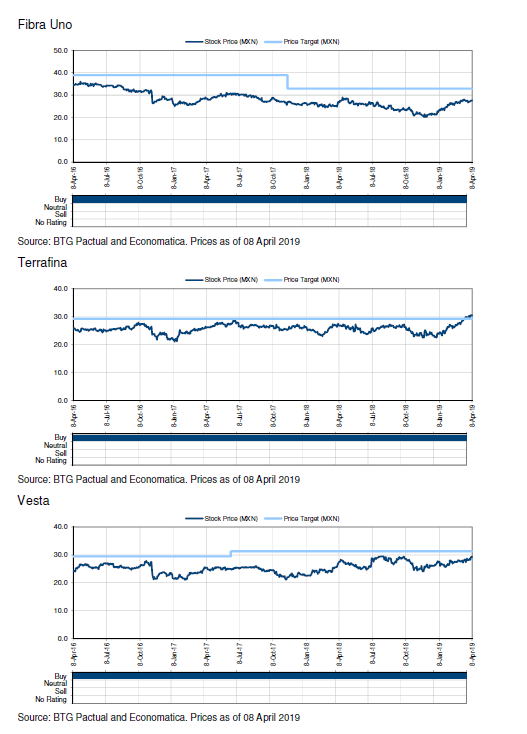 Fibra Uno
Stock Price (MXN) Price Target (MXN)
50.0
40.0
30.0
20.0
10.0
0.0
8-Apr-16 8-Jul-16 8-Oct-16 8-Jan-17 8-Apr-17 8-Jul-17 8-Oct-17 8-Jan-18 8-Apr-18 8-Jul-18 8-Oct-18 8-Jan-19 8-Apr-19
Buy
Neutral
Sell
No Rating
Source: BTG Pactual and Economatica. Prices as of 08 April 2019
Terrafina
Stock Price (MXN) Price Target (MXN)
40.0
30.0
20.0
10.0
0.0
8-Apr-16 8-Jul-16 8-Oct-16 8-Jan-17 8-Apr-17 8-Jul-17 8-Oct-17 8-Jan-18 8-Apr-18 8-Jul-18 8-Oct-18 8-Jan-19 8-Apr-19
Buy
Neutral
Sell
No Rating
Source: BTG Pactual and Economatica. Prices as of 08 April 2019
Vesta
Stock Price (MXN) Price Target (MXN)
40.0
30.0
20.0
10.0
0.0
8-Apr-16 8-Jul-16 8-Oct-16 8-Jan-17 8-Apr-17 8-Jul-17 8-Oct-17 8-Jan-18 8-Apr-18 8-Jul-18 8-Oct-18 8-Jan-19 8-Apr-19
Buy
Neutral
Sell
No Rating
Source: BTG Pactual and Economatica. Prices as of 08 April 2019